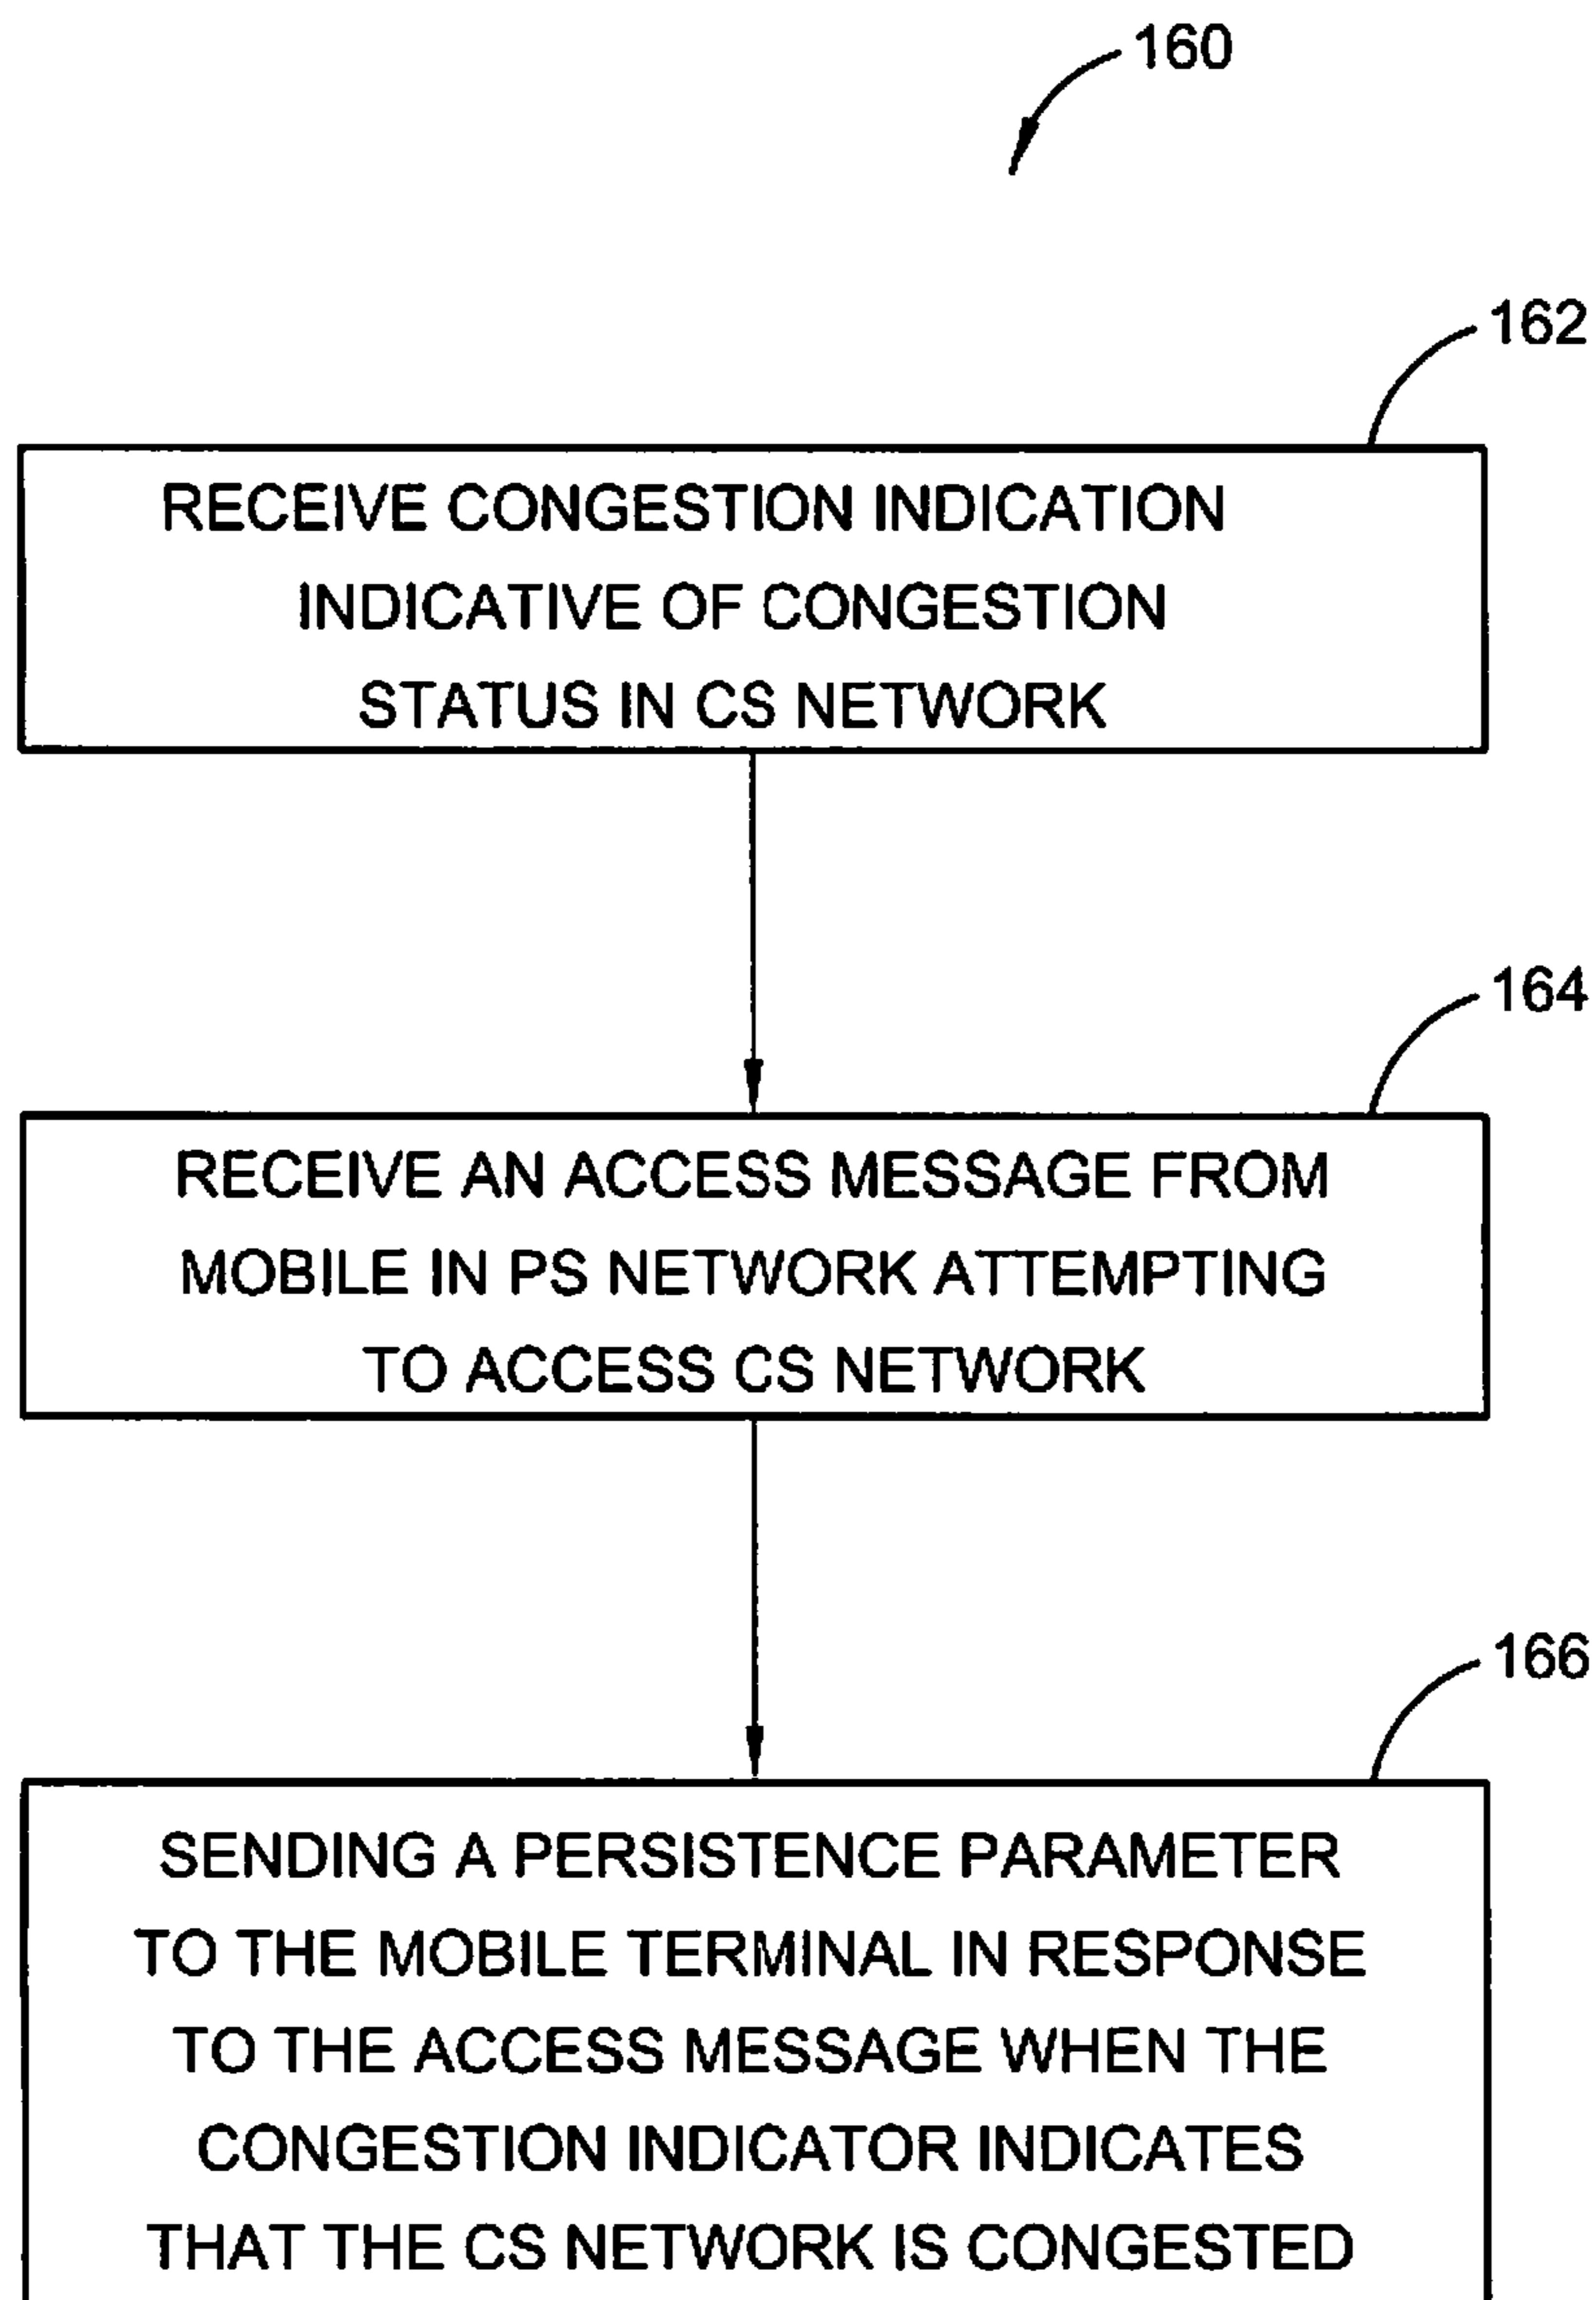 160
162
RECEIVE CONGESTION INDICATION
INDICATIVE OF CONGESTION
STATUS IN CS NETWORK
164
RECEIVE AN ACCESS MESSAGE FROM
MOBILE IN PS NETWORK ATTEMPTING
TO ACCESS CS NETWORK
166
SENDING A PERSISTENCE PARAMETER
TO THE MOBILE TERMINAL IN RESPONSE
TO THE ACCESS MESSAGE WHEN THE
CONGESTION INDICATOR INDICATES
THAT THE CS NETWORK IS CONGESTED